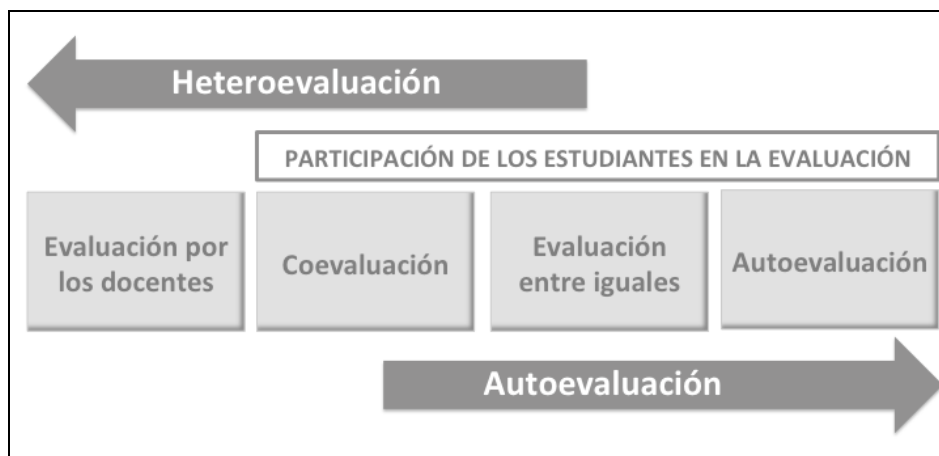 Heteroevaluación
PARTICIPACIÓN DE LOS ESTUDIANTES EN LA EVALUACIÓN
Evaluación por
los docentes
Coevaluación
Evaluación
entre iguales
Autoevaluación
Autoevaluación